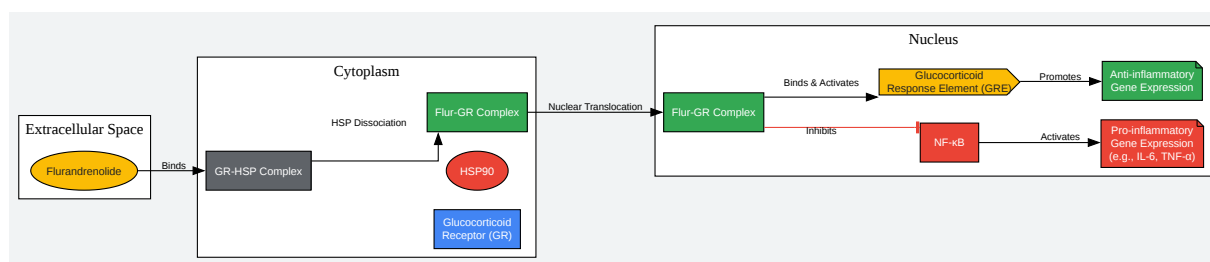 Extracellular Space
Flurandrenolide
Binds
Cytoplasm
GR-HSP Complex
HSP Dissociation
Flur-GR Complex
HSP90
Glucocorticoid
Receptor (GR)
Nuclear Translocation
Nucleus
Flur-GR Complex
Binds & Activates
Glucocorticoid
Response Element (GRE)
Promotes
Anti-inflammatory
Gene Expression
Inhibits
NF-κB
Activates
Pro-inflammatory
Gene Expression
(e.g., IL-6, TNF-α)